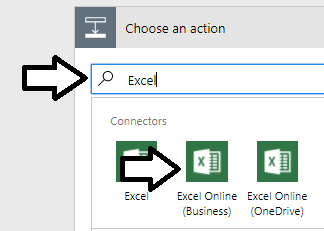 Choose an action
Excel
Connectors
Excel Excel Online Excel Online
(Business) (OneDrive)